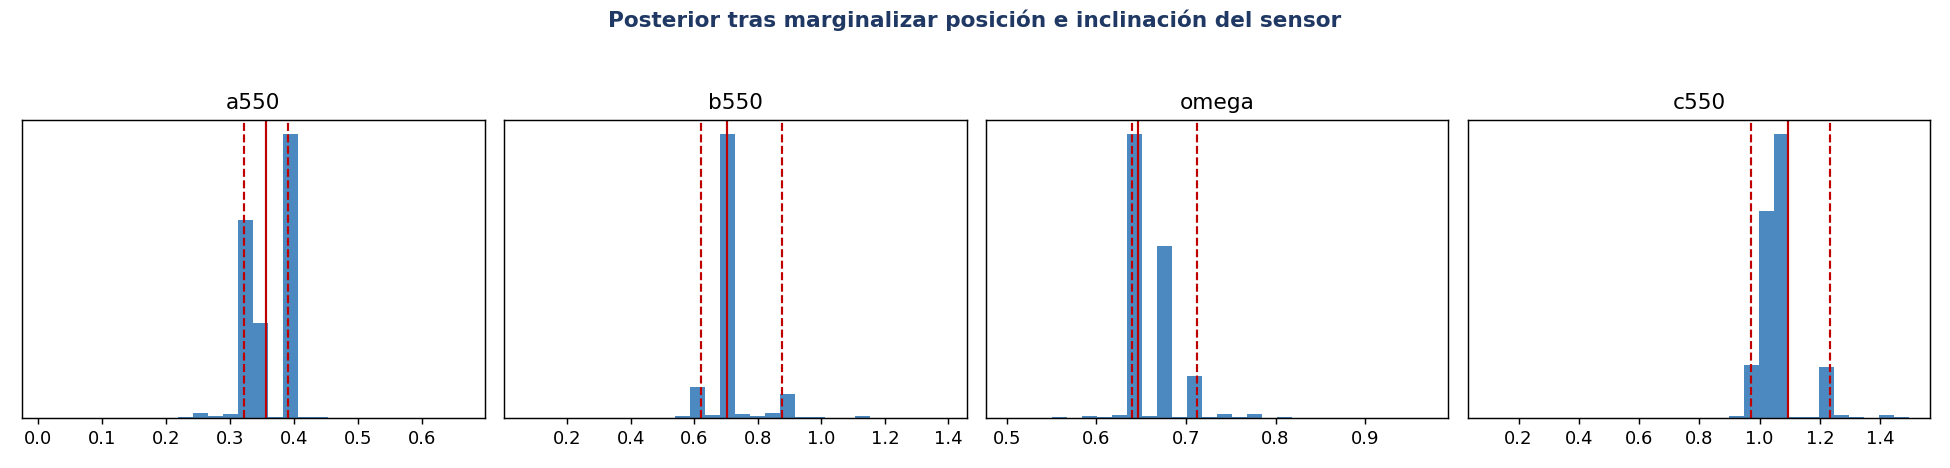 Posterior tras marginalizar posición e inclinación del sensor
a550
b550
omega
c550
0.0 0.1 0.2 0.3 0.4 0.5 0.6
0.2 0.4 0.6 0.8 1.0 1.2 1.4
0.5 0.6 0.7 0.8 0.9
0.2 0.4 0.6 0.8 1.0 1.2 1.4